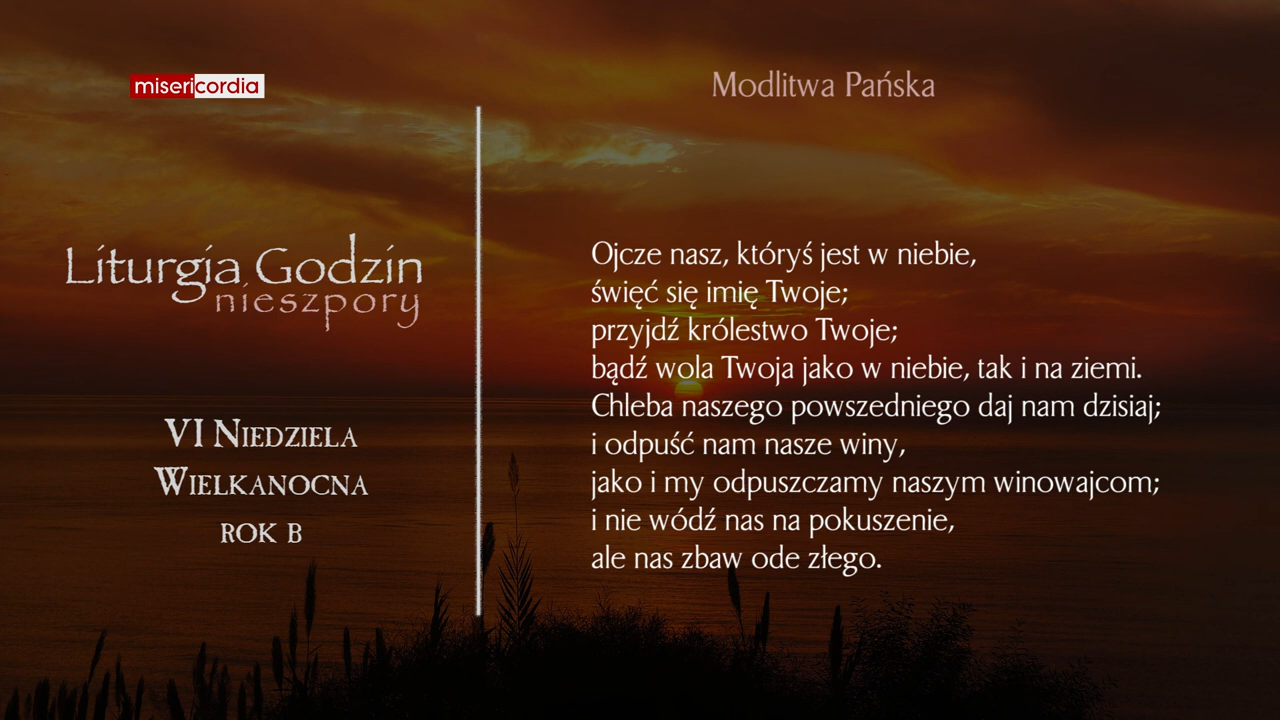 misericordia
Liturgia Godzin
nieszpory
VI Niedziela
Wielkanocna
rok B
Modlitwa Pańska
Ojcze nasz, któryś jest w niebie,
święć się imię Twoje;
przyjdź królestwo Twoje;
bądź wola Twoja jako w niebie, tak i na ziemi.
Chleba naszego powszedniego daj nam dzisiaj;
i odpuść nam nasze winy,
jako i my odpuszczamy naszym winowajcom;
i nie wódź nas na pokuszenie,
ale nas zbaw ode złego.